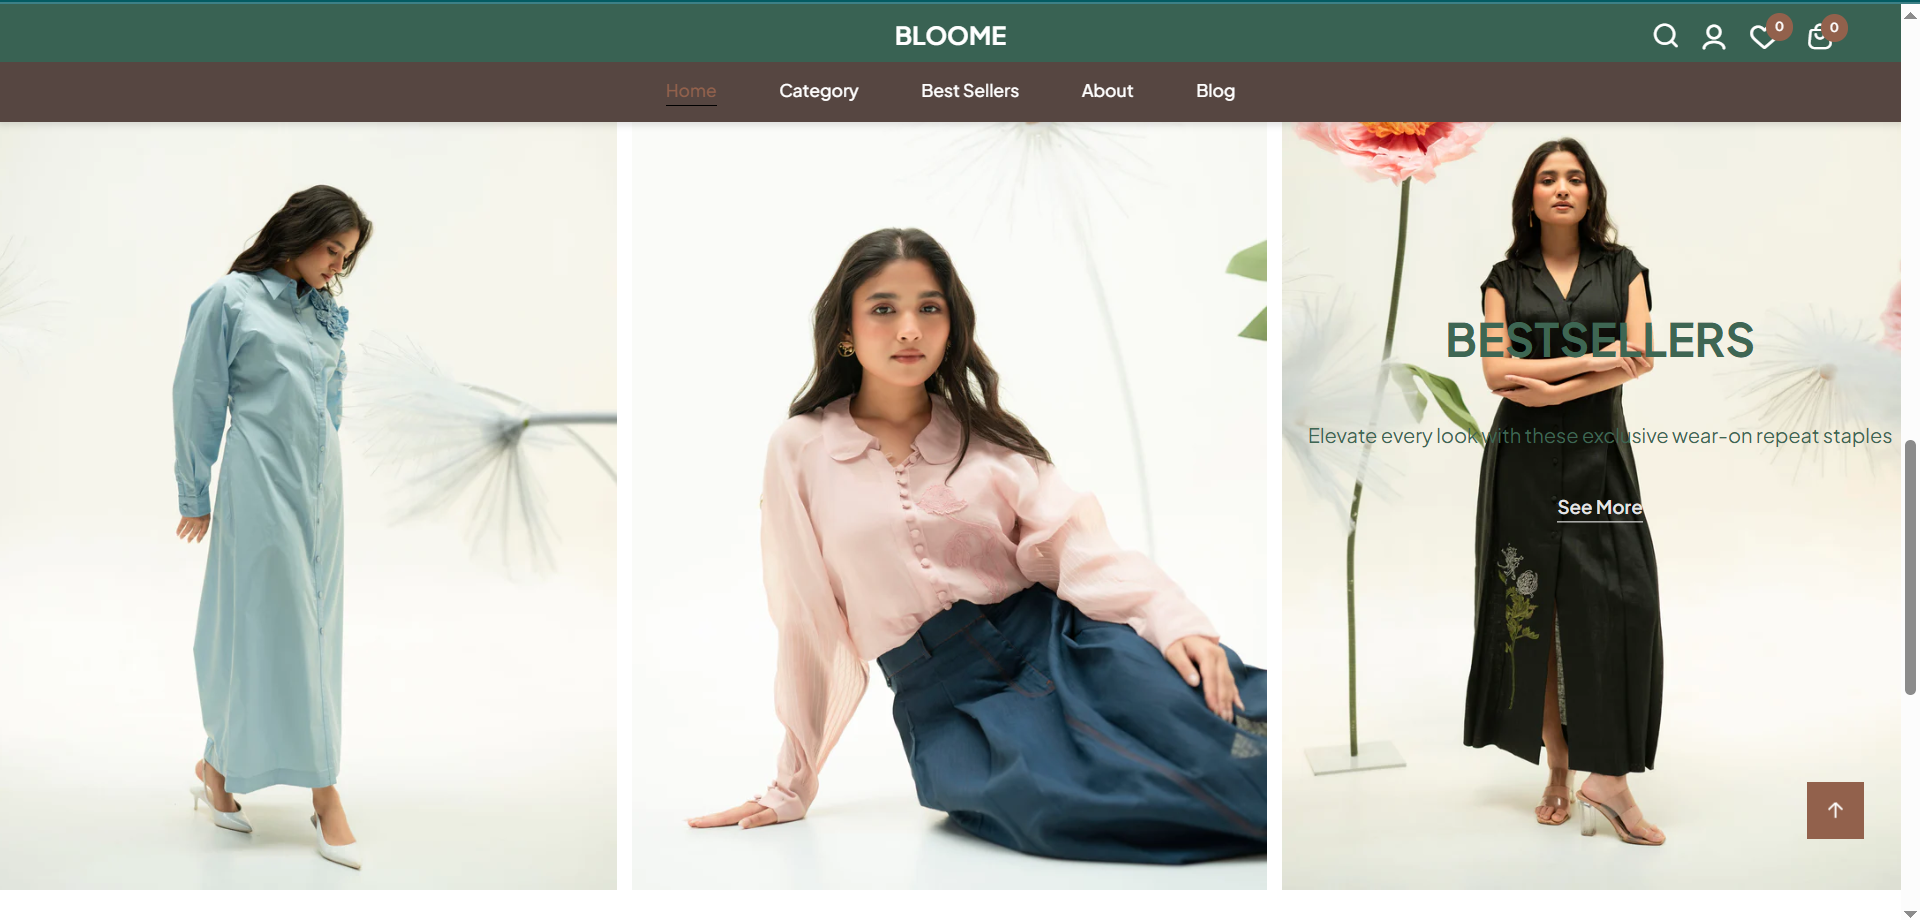 BLOOME
0
0
Home
Category
Best Sellers
About
Blog
BESTSELLERS
Elevate every look with these exclusive wear-on repeat staples
See More